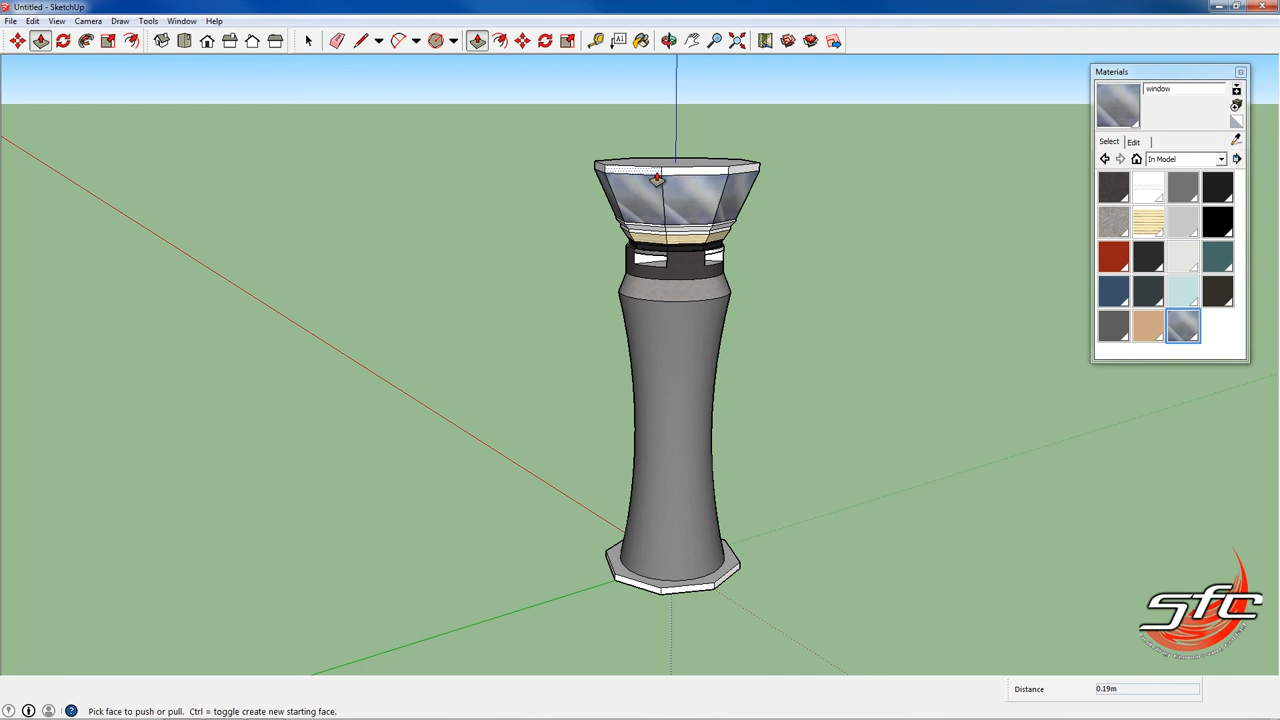 Untitled - SketchUp
File Edit View Camera Draw Tools Window Help
A1
Materials
window
Select Edit
In Model
sfc
Distance 0.19m
Pick face to push or pull. Ctrl = toggle create new starting face.